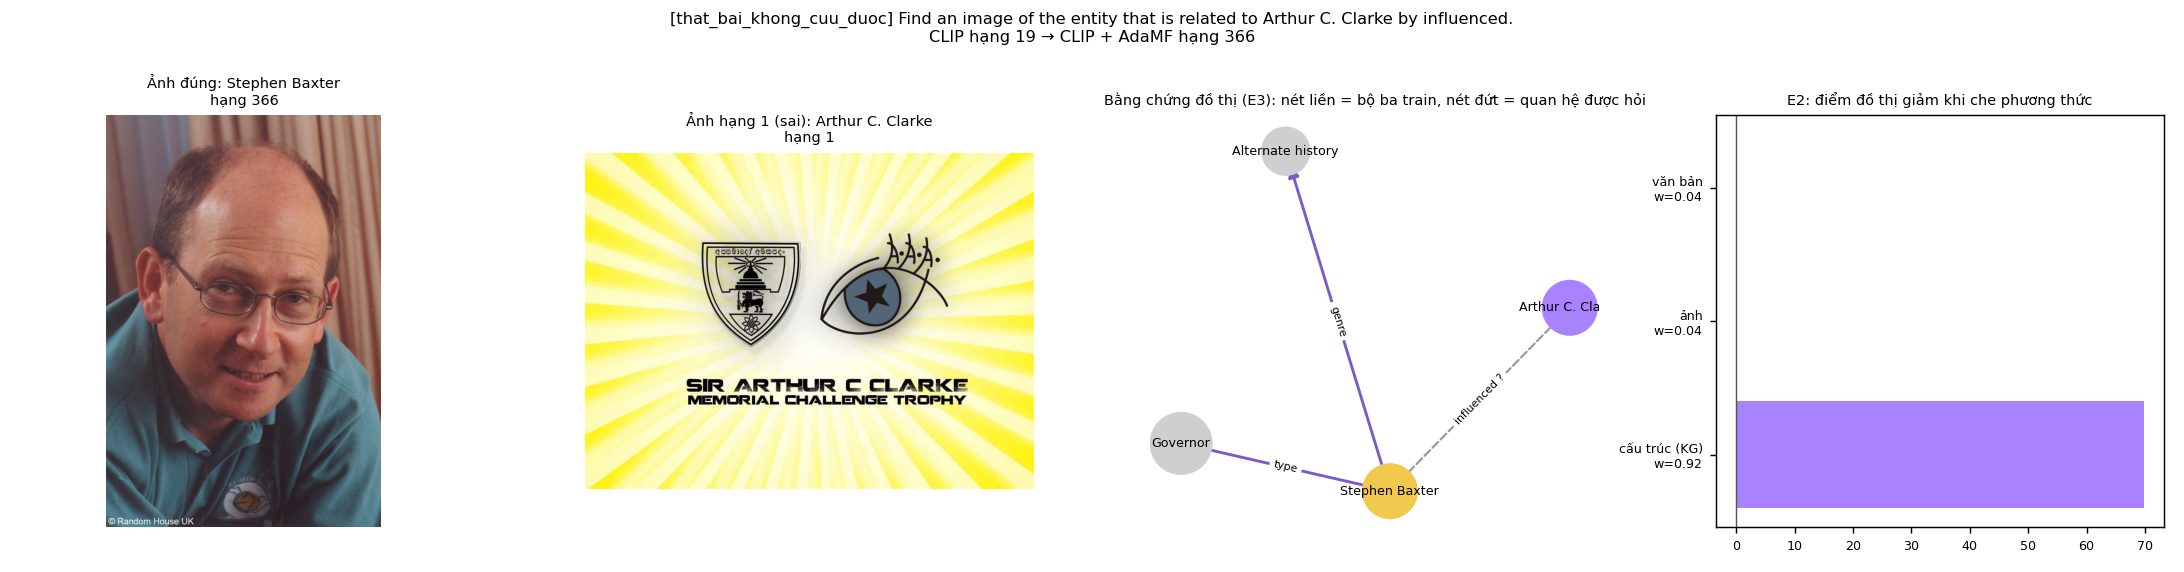 [that_bai_khong_cuu_duoc] Find an image of the entity that is related to Arthur C. Clarke by influenced.
CLIP hạng 19 → CLIP + AdaMF hạng 366
Ảnh đúng: Stephen Baxter
hạng 366
© Random House UK
Ảnh hạng 1 (sai): Arthur C. Clarke
hạng 1
A.A.A.
SIR ARTHUR C CLARKE
MEMORIAL CHALLENGE TROPHY
Bằng chứng đồ thị (E3): nét liền = bộ ba train, nét đứt = quan hệ được hỏi
Alternate history
genre
Arthur C. Cla
influenced ?
Governor
type
Stephen Baxter
E2: điểm đồ thị giảm khi che phương thức
văn bản
w=0.04
ảnh
w=0.04
cấu trúc (KG)
w=0.92
0 10 20 30 40 50 60 70